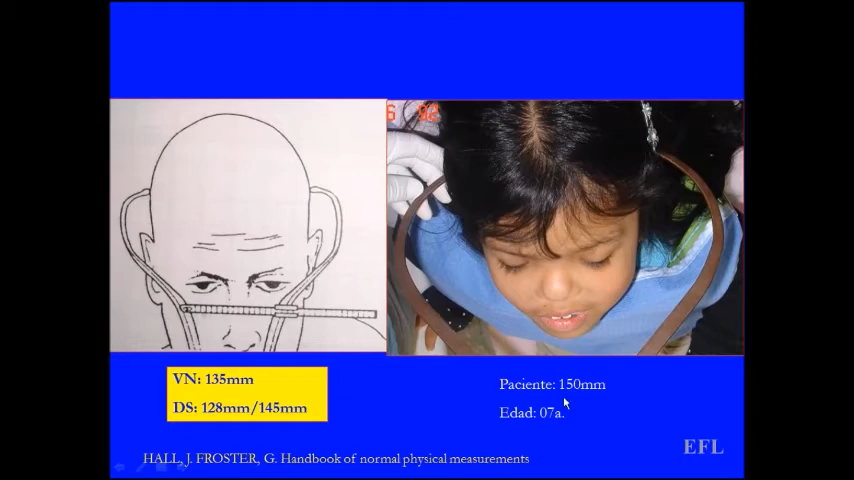 VN: 135mm
DS: 128mm/145mm
Paciente: 150mm
Edad: 07a.
HALL, J. FROSTER, G. Handbook of normal physical measurements
EFL